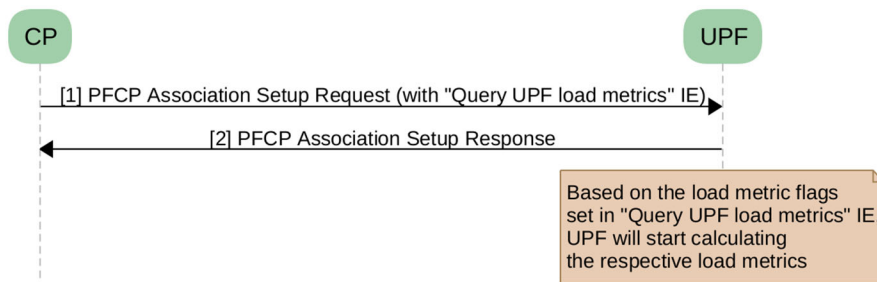 CP
UPF
[1] PFCP Association Setup Request (with "Query UPF load metrics" IE)
[2] PFCP Association Setup Response
Based on the load metric flags
set in "Query UPF load metrics" IE
UPF will start calculating
the respective load metrics